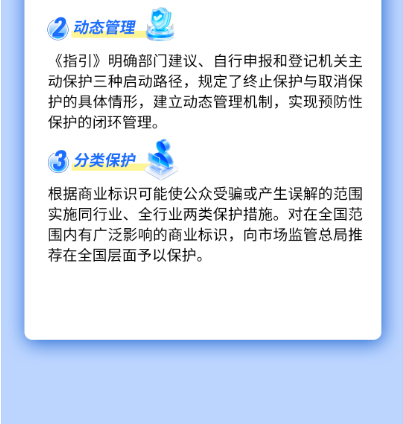 2 动态管理
《指引》明确部门建议、自行申报和登记机关主
动保护三种启动路径，规定了终止保护与取消保
护的具体情形，建立动态管理机制，实现预防性
保护的闭环管理。
3 分类保护
根据商业标识可能使公众受骗或产生误解的范围
实施同行业、全行业两类保护措施。对在全国范
围内有广泛影响的商业标识，向市场监管总局推
荐在全国层面予以保护。